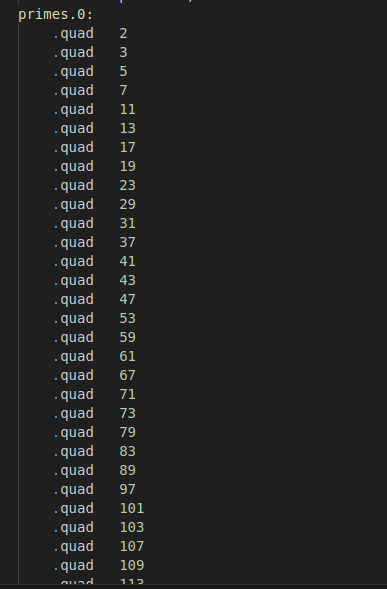 primes.0:
.quad 2
.quad 3
.quad 5
.quad 7
.quad 11
.quad 13
.quad 17
.quad 19
.quad 23
.quad 29
.quad 31
.quad 37
.quad 41
.quad 43
.quad 47
.quad 53
.quad 59
.quad 61
.quad 67
.quad 71
.quad 73
.quad 79
.quad 83
.quad 89
.quad 97
.quad 101
.quad 103
.quad 107
.quad 109
.quad 113